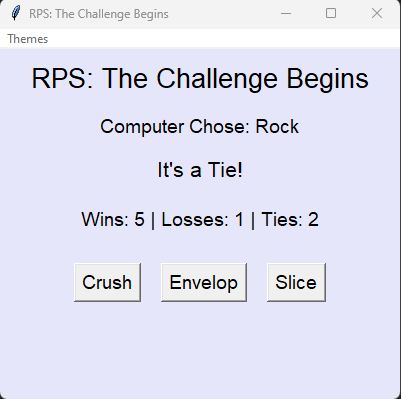 RPS: The Challenge Begins
Themes
RPS: The Challenge Begins
Computer Chose: Rock
It's a Tie!
Wins: 5 | Losses: 1 | Ties: 2
Crush Envelop Slice